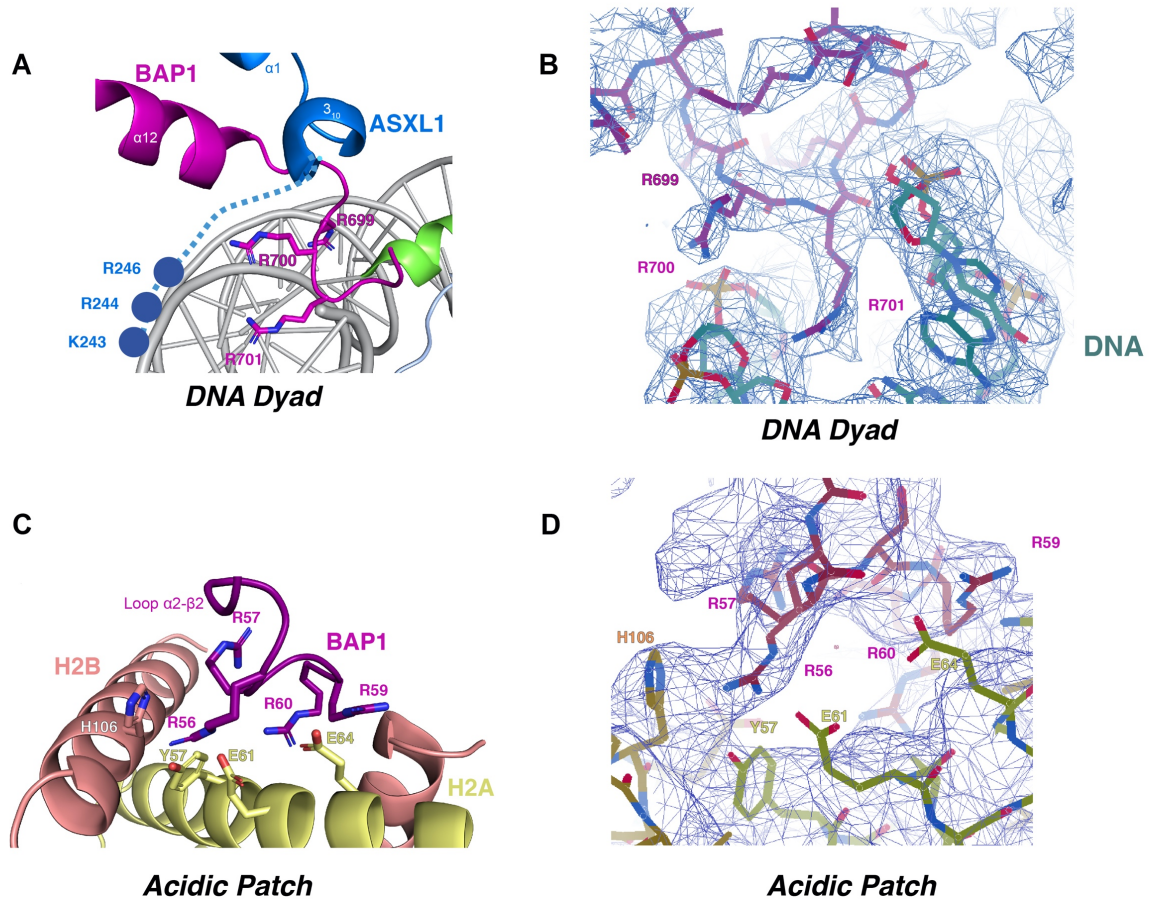 A
BAP1
α1
3₁₀
ASXL1
α12
R699
R246
R700
R244
K243
R701
DNA Dyad
B
R699
R700
R701
DNA
DNA Dyad
C
Loop α2-β2
R57
BAP1
H2B
R59
R60
R56
H106
E64
Y57
E61
H2A
Acidic Patch
D
R59
R57
H106
R60
E64
R56
E61
Y57
Acidic Patch